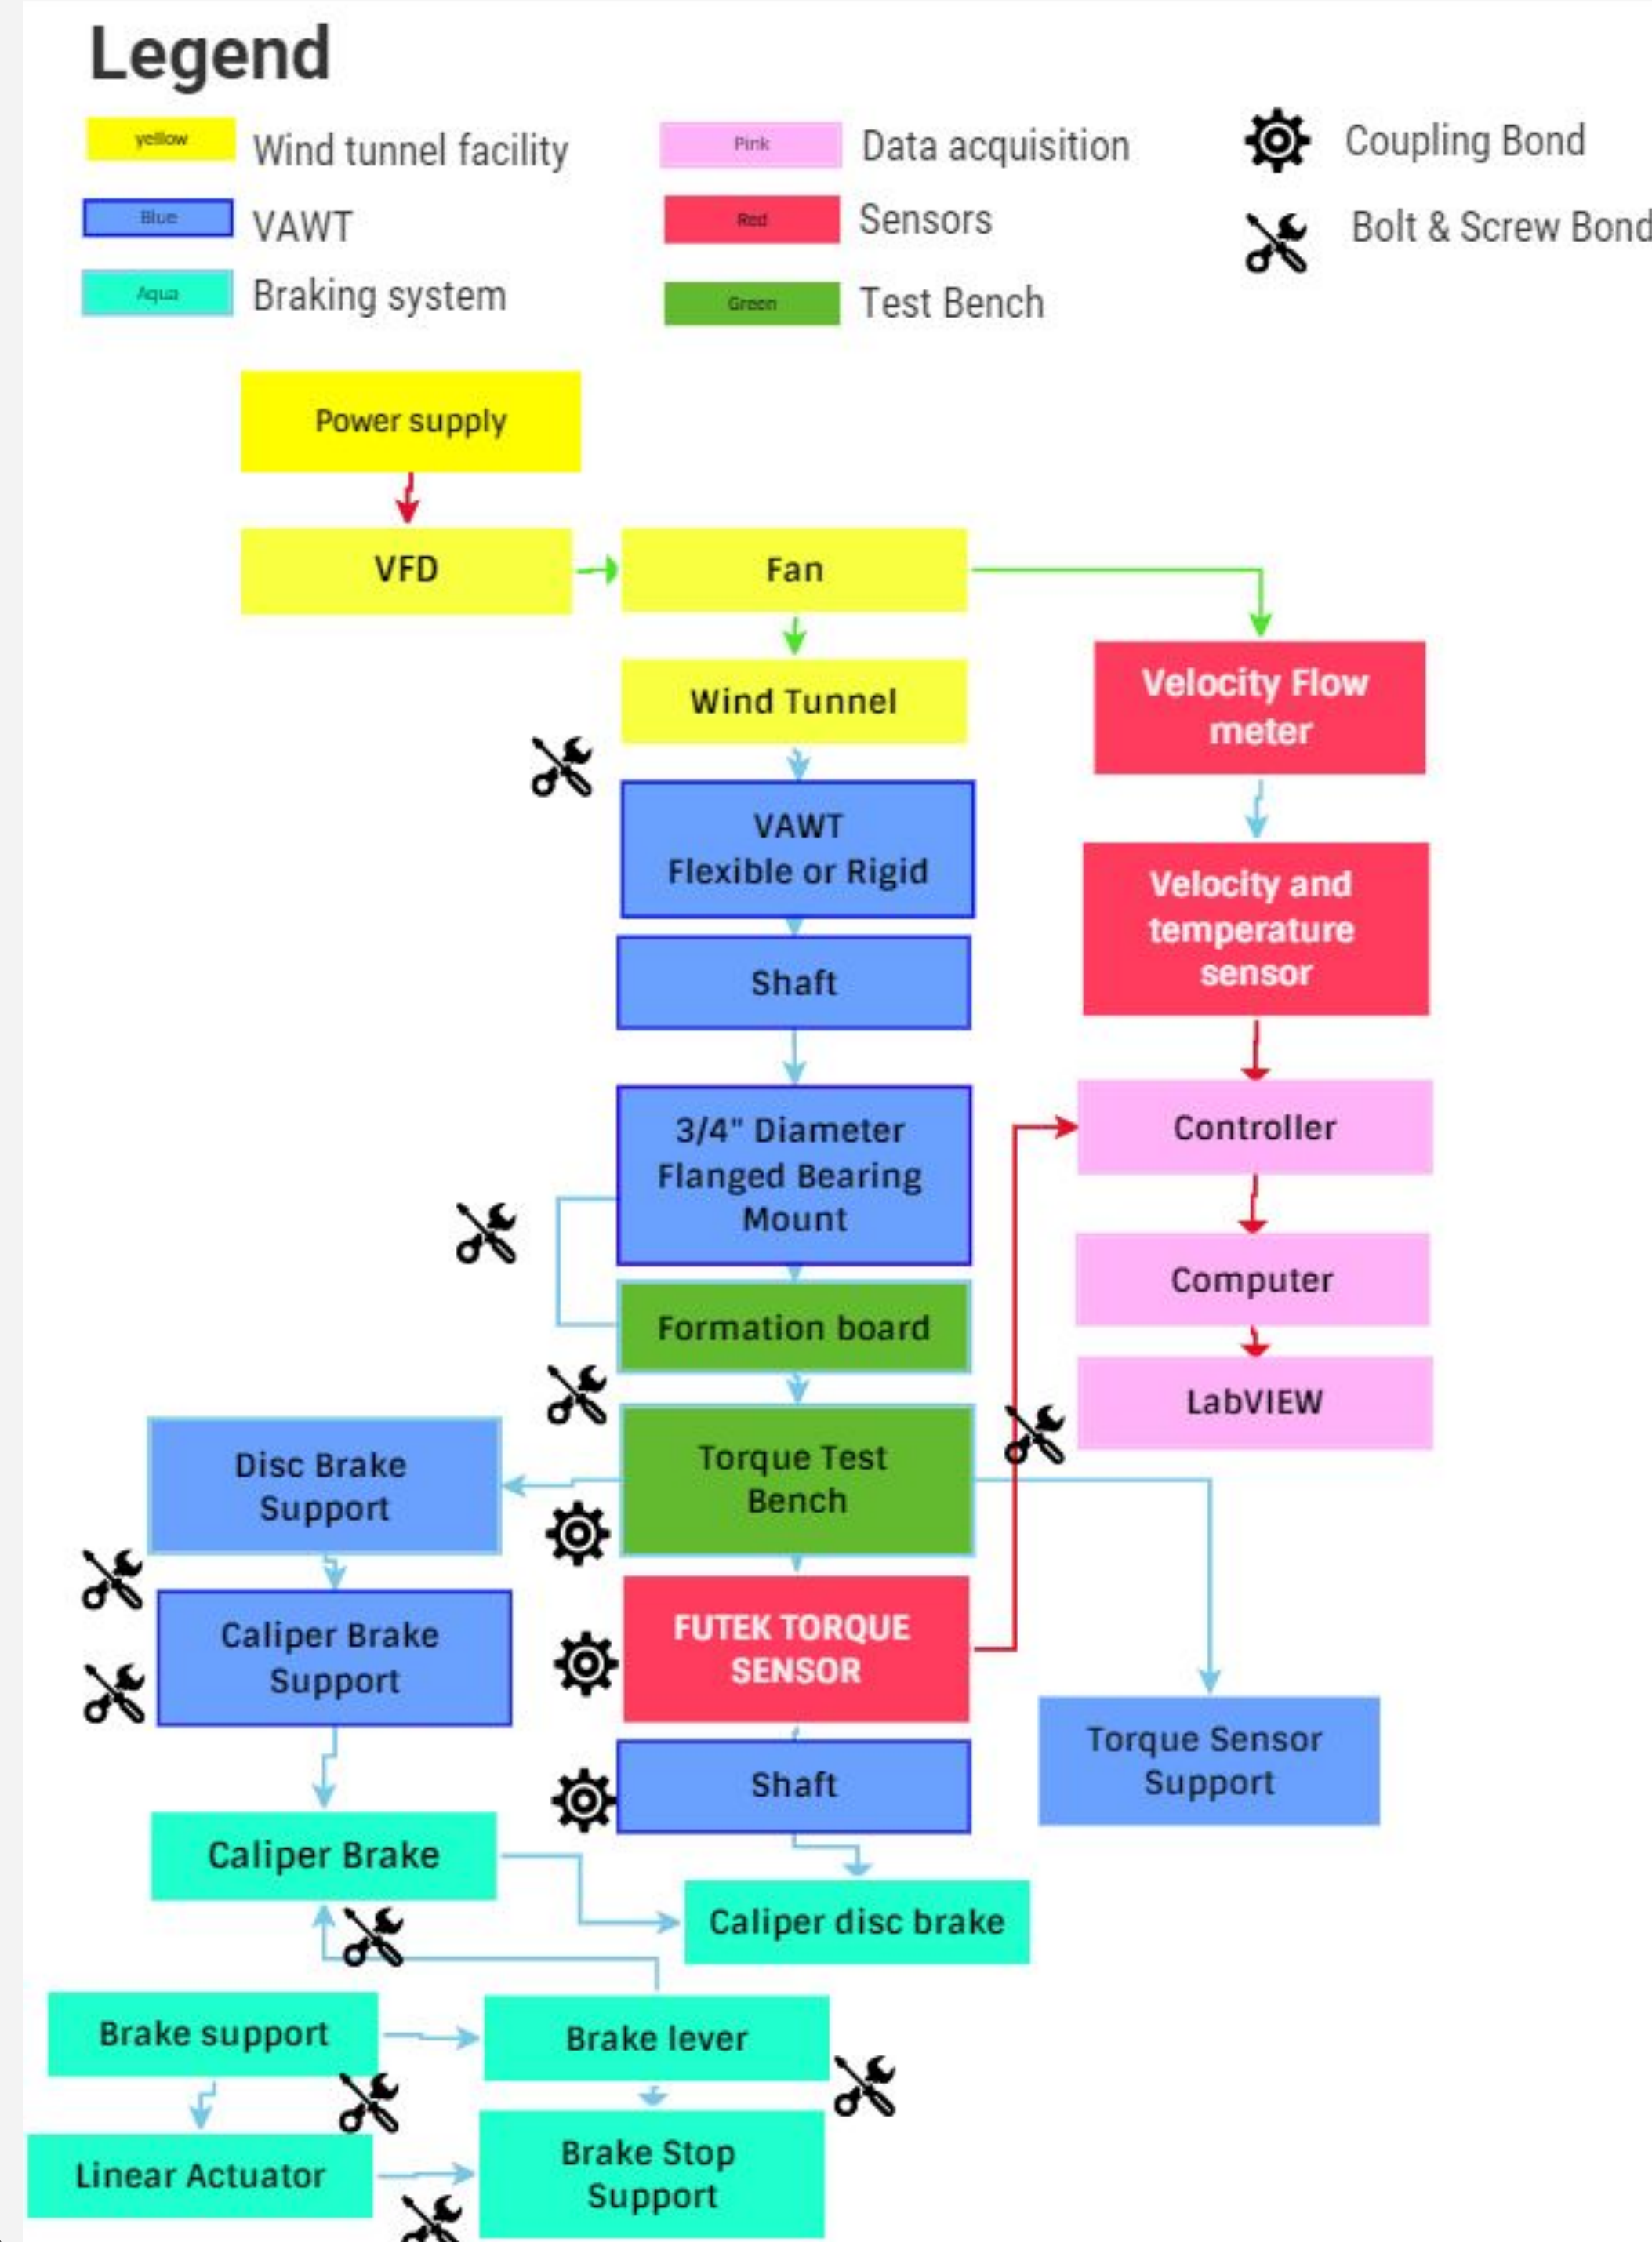 Legend
yellow
Wind tunnel facility
Pink
Data acquisition
Coupling Bond
Blue
VAWT
Red
Sensors
Bolt & Screw Bond
Aqua
Braking system
Green
Test Bench
Power supply
VFD
Fan
Wind Tunnel
Velocity Flow
meter
VAWT
Flexible or Rigid
Velocity and
temperature
sensor
Shaft
3/4" Diameter
Flanged Bearing
Mount
Controller
Computer
Formation board
LabVIEW
Disc Brake
Support
Torque Test
Bench
Caliper Brake
Support
FUTEK TORQUE
SENSOR
Torque Sensor
Support
Shaft
Caliper Brake
Caliper disc brake
Brake support
Brake lever
Linear Actuator
Brake Stop
Support